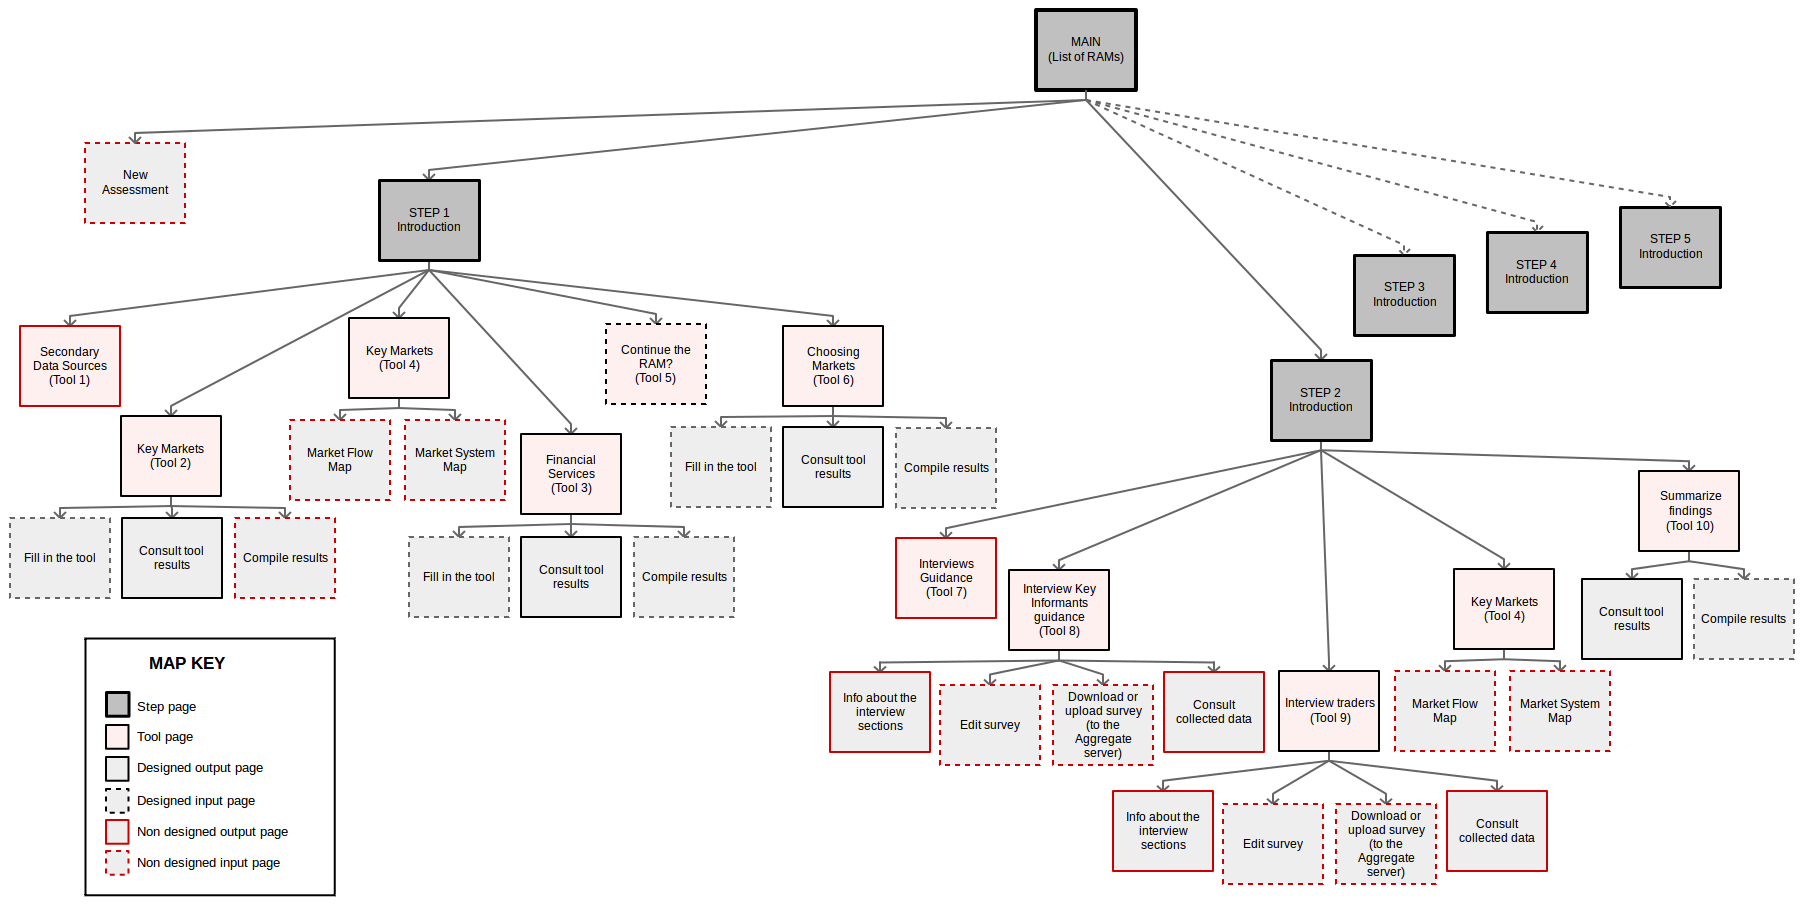 MAIN
(List of RAMs)
New
Assessment
STEP 1
Introduction
STEP 5
Introduction
STEP 4
Introduction
STEP 3
Introduction
Secondary
Data Sources
(Tool 1)
Key Markets
(Tool 4)
Continue the
RAM?
(Tool 5)
Choosing
Markets
(Tool 6)
STEP 2
Introduction
Key Markets
(Tool 2)
Market Flow
Map
Market System
Map
Financial
Services
(Tool 3)
Fill in the tool
Consult tool
results
Compile results
Fill in the tool
Consult tool
results
Compile results
Fill in the tool
Consult tool
results
Compile results
Summarize
findings
(Tool 10)
Interviews
Guidance
(Tool 7)
Interview Key
Informants
guidance
(Tool 8)
Key Markets
(Tool 4)
Consult tool
results
Compile results
Info about the
interview
sections
Edit survey
Download or
upload survey
(to the
Aggregate
server)
Consult
collected data
Interview traders
(Tool 9)
Market Flow
Map
Market System
Map
Info about the
interview
sections
Edit survey
Download or
upload survey
(to the
Aggregate
server)
Consult
collected data
MAP KEY
Step page
Tool page
Designed output page
Designed input page
Non designed output page
Non designed input page